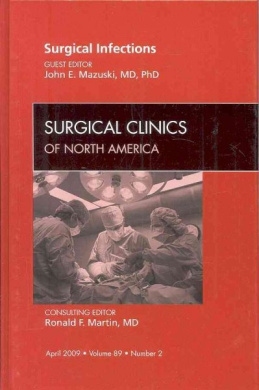 Surgical Infections
GUEST EDITOR
John E. Mazuski, MD, PhD
SURGICAL CLINICS
OF NORTH AMERICA
CONSULTING EDITOR
Ronald F. Martin, MD
April 2009 • Volume 89 • Number 2